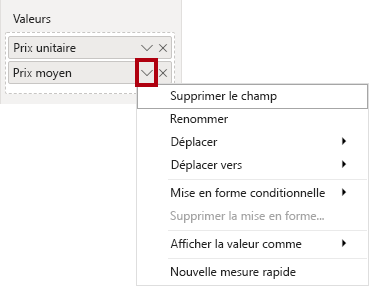 Valeurs
Prix unitaire
Prix moyen
Supprimer le champ
Renommer
Déplacer
Déplacer vers
Mise en forme conditionnelle
Supprimer la mise en forme...
Afficher la valeur comme
Nouvelle mesure rapide